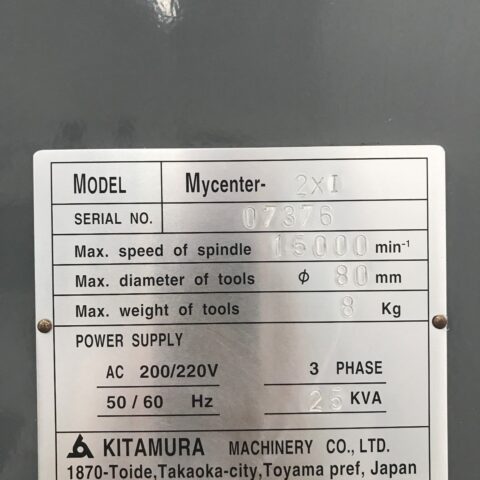 MODEL Mycenter- 2XI
SERIAL NO. 07376
Max. speed of spindle 15000 min-1
Max. diameter of tools φ 80 mm
Max. weight of tools 8 Kg
POWER SUPPLY
AC 200/220V 3 PHASE
50/60 Hz 25 KVA
KITAMURA MACHINERY CO., LTD.
1870-Toide,Takaoka-city,Toyama pref, Japan